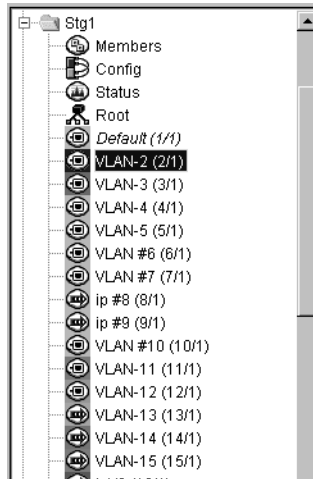 Stg1
Members
Config
Status
Root
Default (1/1)
VLAN-2 (2/1)
VLAN-3 (3/1)
VLAN-4 (4/1)
VLAN-5 (5/1)
VLAN #6 (6/1)
VLAN #7 (7/1)
ip #8 (8/1)
ip #9 (9/1)
VLAN #10 (10/1)
VLAN-11 (11/1)
VLAN-12 (12/1)
VLAN-13 (13/1)
VLAN-14 (14/1)
VLAN-15 (15/1)